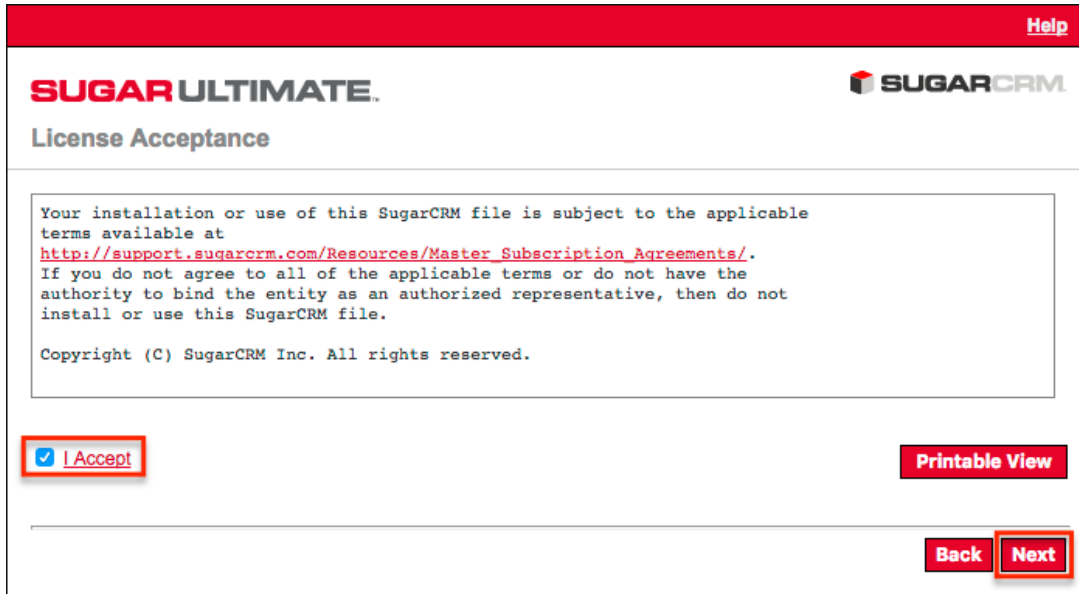 Help
SUGAR ULTIMATE™
SUGARCRM
License Acceptance
Your installation or use of this SugarCRM file is subject to the applicable
terms available at
http://support.sugarcrm.com/Resources/Master_Subscription_Agreements/.
If you do not agree to all of the applicable terms or do not have the
authority to bind the entity as an authorized representative, then do not
install or use this SugarCRM file.
Copyright (C) SugarCRM Inc. All rights reserved.
I Accept
Printable View
Back Next